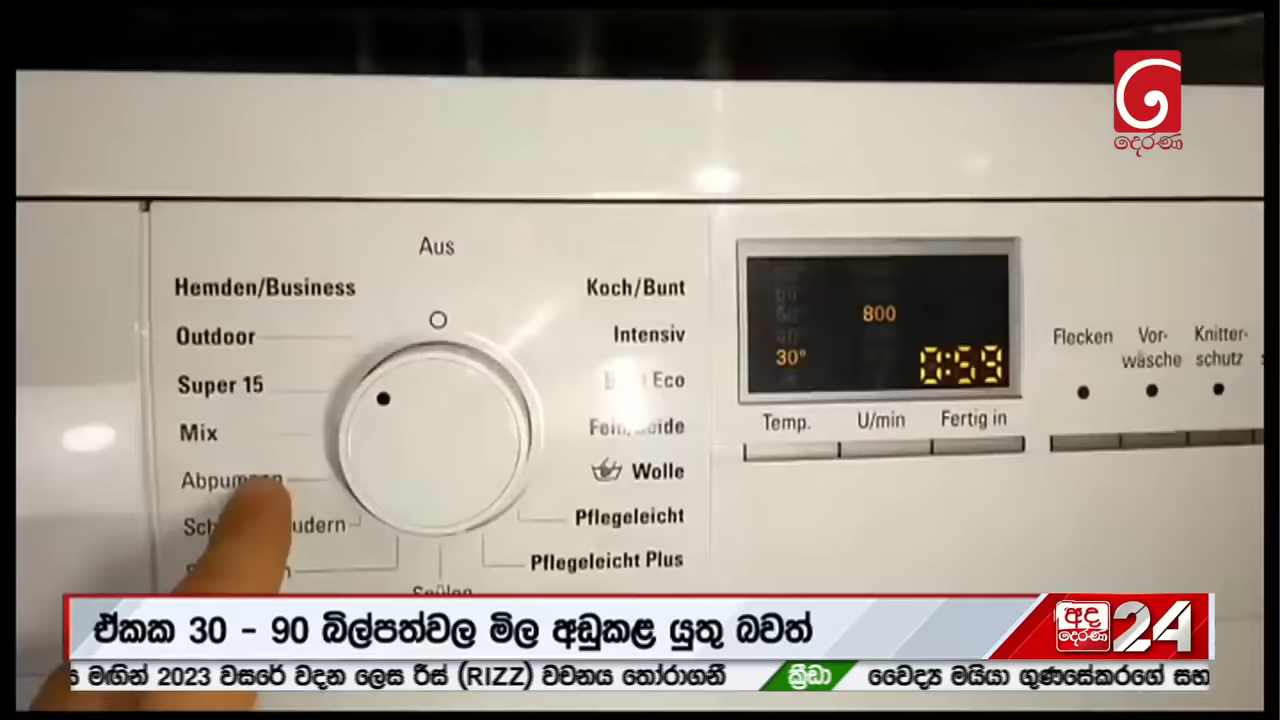 දෙරණ
Aus
Hemden/Business
Outdoor
Super 15
Mix
Koch/Bunt
Intensiv
Eco
Wolle
Pflegeleicht
Pflegeleicht Plus
800
30°
0:59
Temp.
U/min
Fertig in
Flecken
Vor-
wäsche
Knitter-
schutz
ඒකක 30 - 90 බිල්පත්වල මිල අඩුකළ යුතු බවත්
අද
දෙරණ
24
මඟින් 2023 වසරේ වදන ලෙස රීස් (RIZZ) වචනය තෝරාගනී
ක්‍රීඩා
වෛද්‍ය මයියා ගුණසේකරගේ සහ